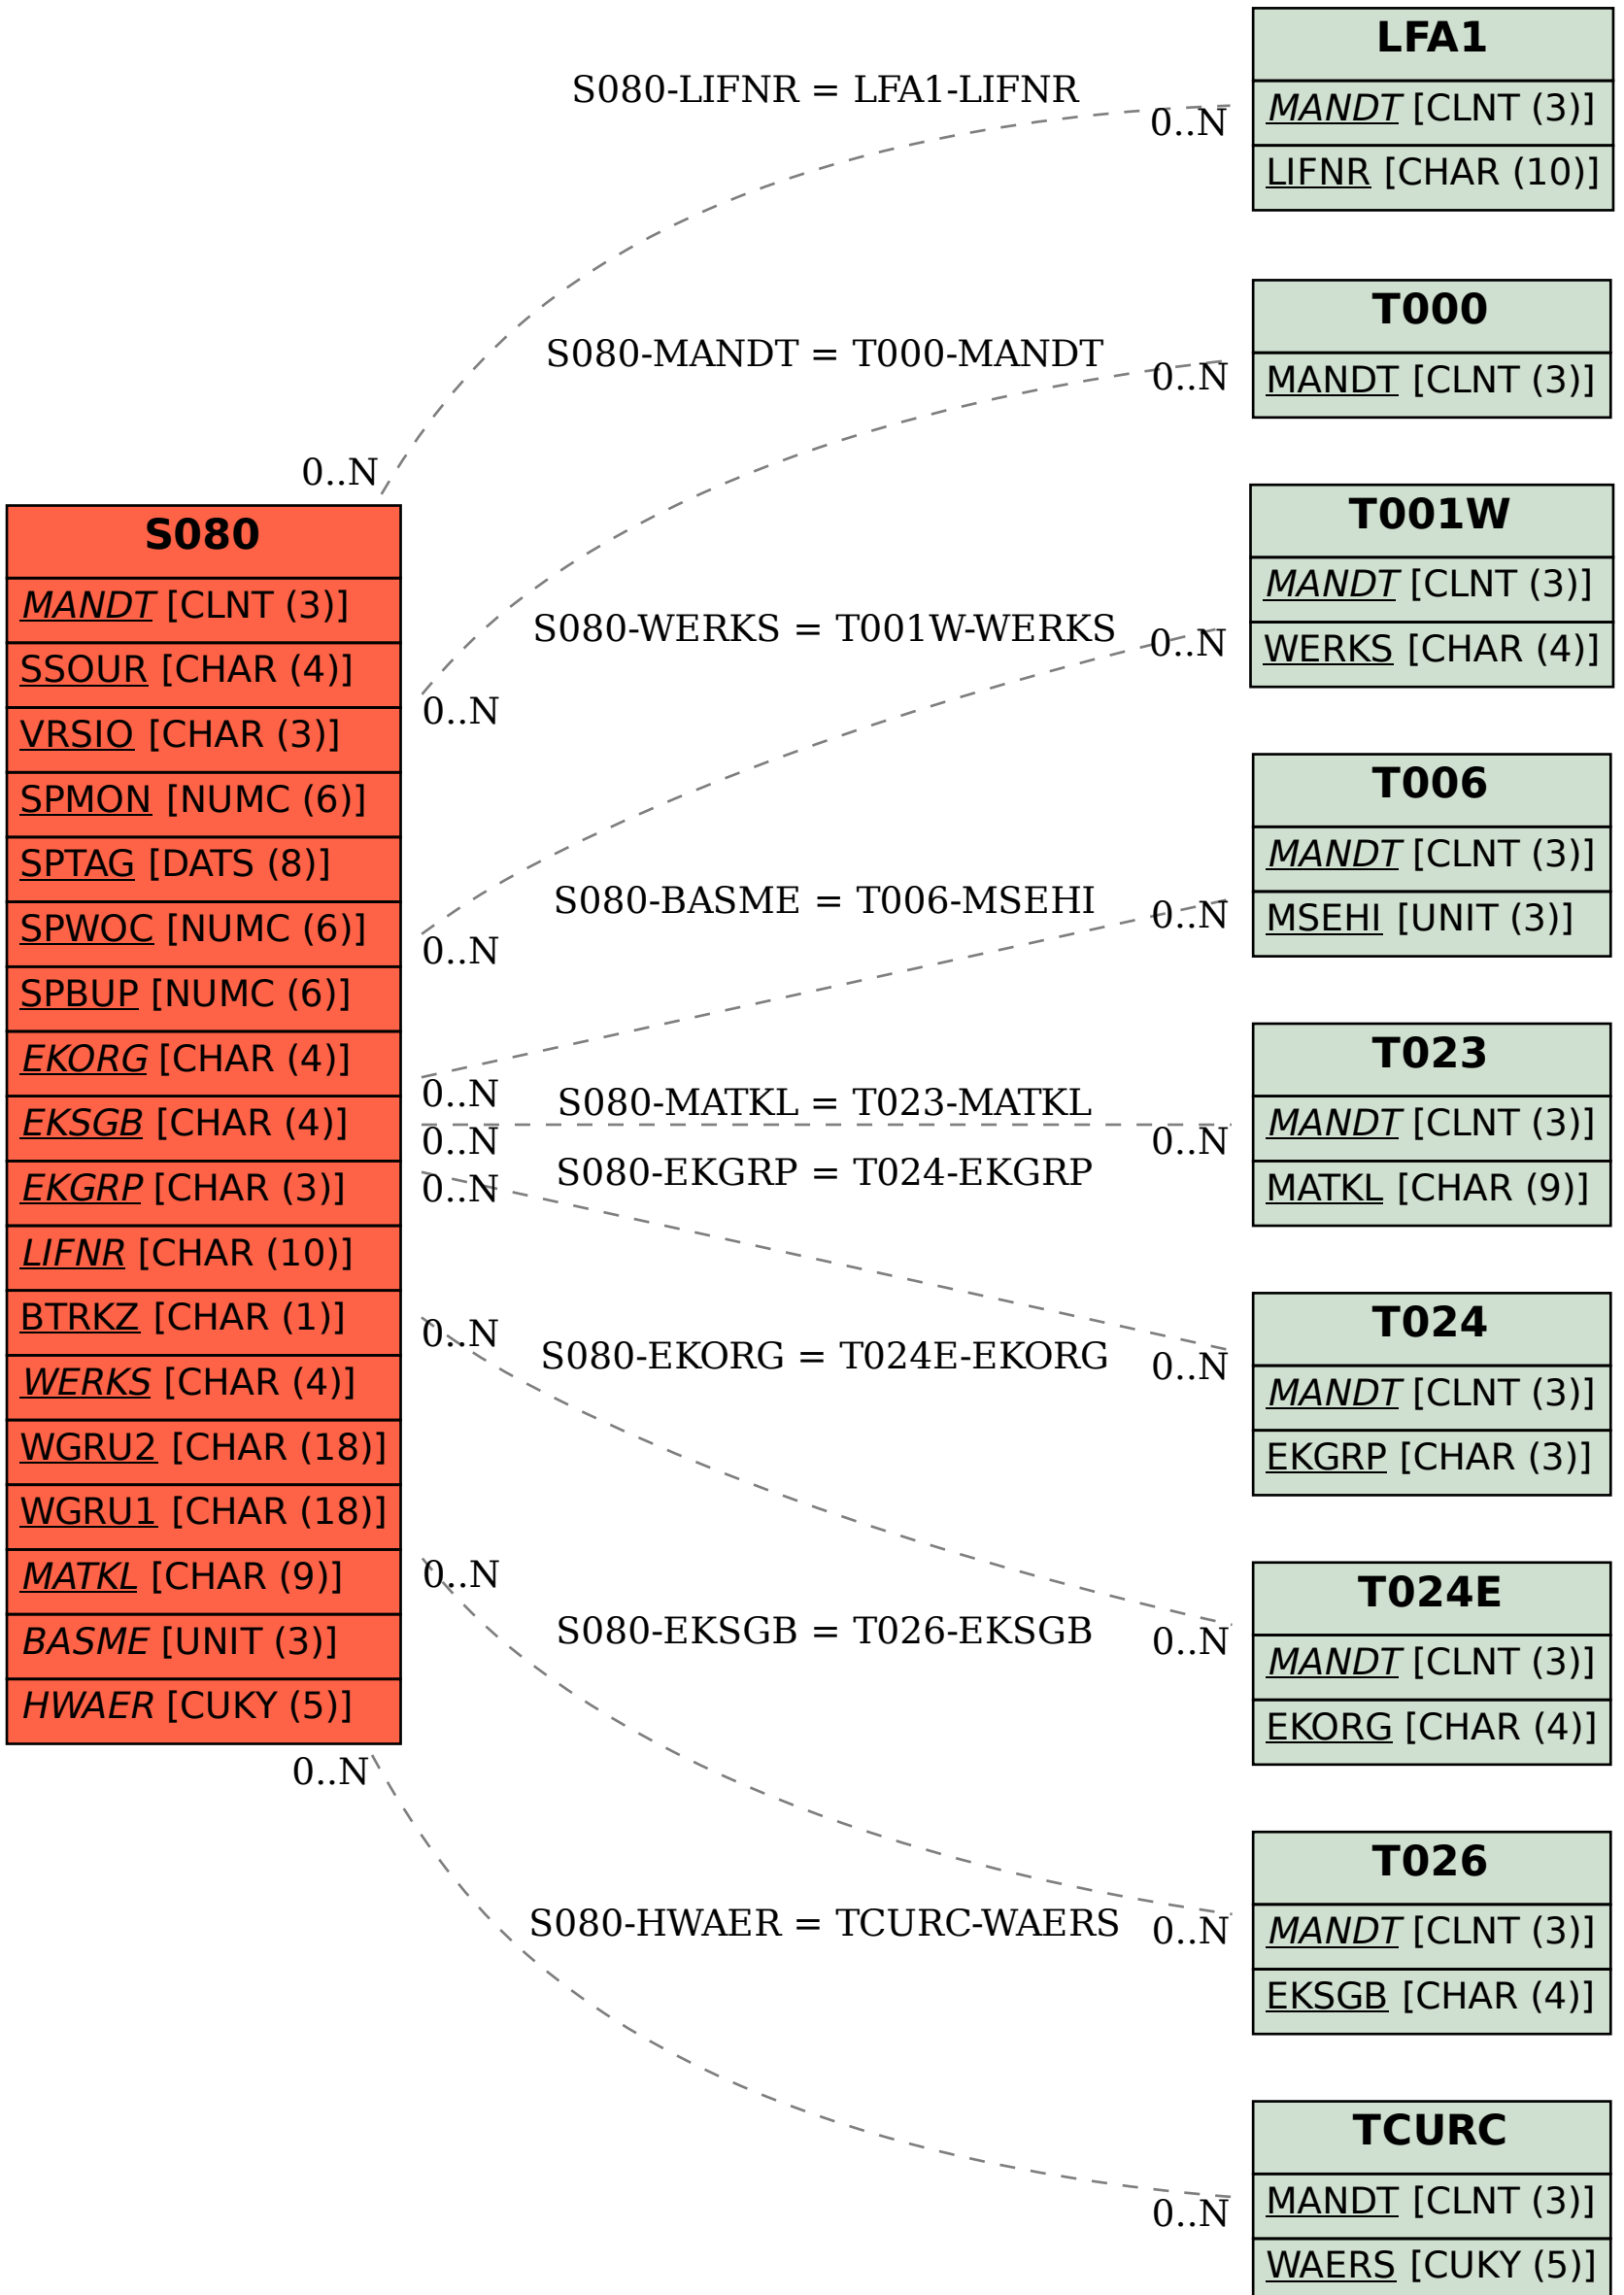 S080
MANDT [CLNT (3)]
SSOUR [CHAR (4)]
VRSIO [CHAR (3)]
SPMON [NUMC (6)]
SPTAG [DATS (8)]
SPWOC [NUMC (6)]
SPBUP [NUMC (6)]
EKORG [CHAR (4)]
EKSGB [CHAR (4)]
EKGRP [CHAR (3)]
LIFNR [CHAR (10)]
BTRKZ [CHAR (1)]
WERKS [CHAR (4)]
WGRU2 [CHAR (18)]
WGRU1 [CHAR (18)]
MATKL [CHAR (9)]
BASME [UNIT (3)]
HWAER [CUKY (5)]
S080-LIFNR = LFA1-LIFNR
0..N
0..N
S080-MANDT = T000-MANDT
0..N
0..N
S080-WERKS = T001W-WERKS
0..N
0..N
S080-BASME = T006-MSEHI
0..N
0..N
S080-MATKL = T023-MATKL
0..N
0..N
S080-EKGRP = T024-EKGRP
0..N
0..N
S080-EKORG = T024E-EKORG
0..N
0..N
S080-EKSGB = T026-EKSGB
0..N
0..N
S080-HWAER = TCURC-WAERS
0..N
0..N
LFA1
MANDT [CLNT (3)]
LIFNR [CHAR (10)]
T000
MANDT [CLNT (3)]
T001W
MANDT [CLNT (3)]
WERKS [CHAR (4)]
T006
MANDT [CLNT (3)]
MSEHI [UNIT (3)]
T023
MANDT [CLNT (3)]
MATKL [CHAR (9)]
T024
MANDT [CLNT (3)]
EKGRP [CHAR (3)]
T024E
MANDT [CLNT (3)]
EKORG [CHAR (4)]
T026
MANDT [CLNT (3)]
EKSGB [CHAR (4)]
TCURC
MANDT [CLNT (3)]
WAERS [CUKY (5)]